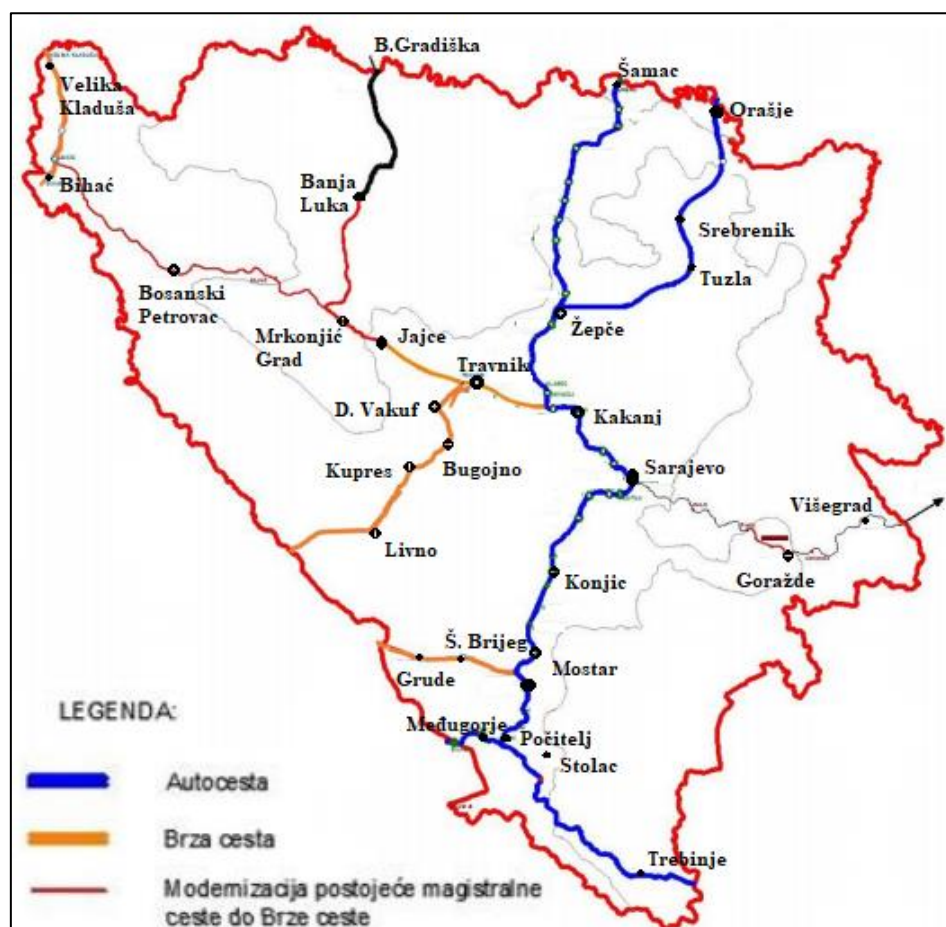 B.Gradiška
Šamac
Velika
Kladuša
Orašje
Bihać
Banja
Luka
Srebrenik
Tuzla
Bosanski
Petrovac
Žepče
Mrkonjić
Grad
Jajce
Travnik
D. Vakuf
Kakanj
Bugojno
Kupres
Sarajevo
Višegrad
Livno
Goražde
Konjic
Š. Brijeg
Grude
Mostar
LEGENDA:
Međugorje
Počitelj
Stolac
Autocesta
Brza cesta
Trebinje
Modernizacija postojeće magistralne
ceste do Brze ceste